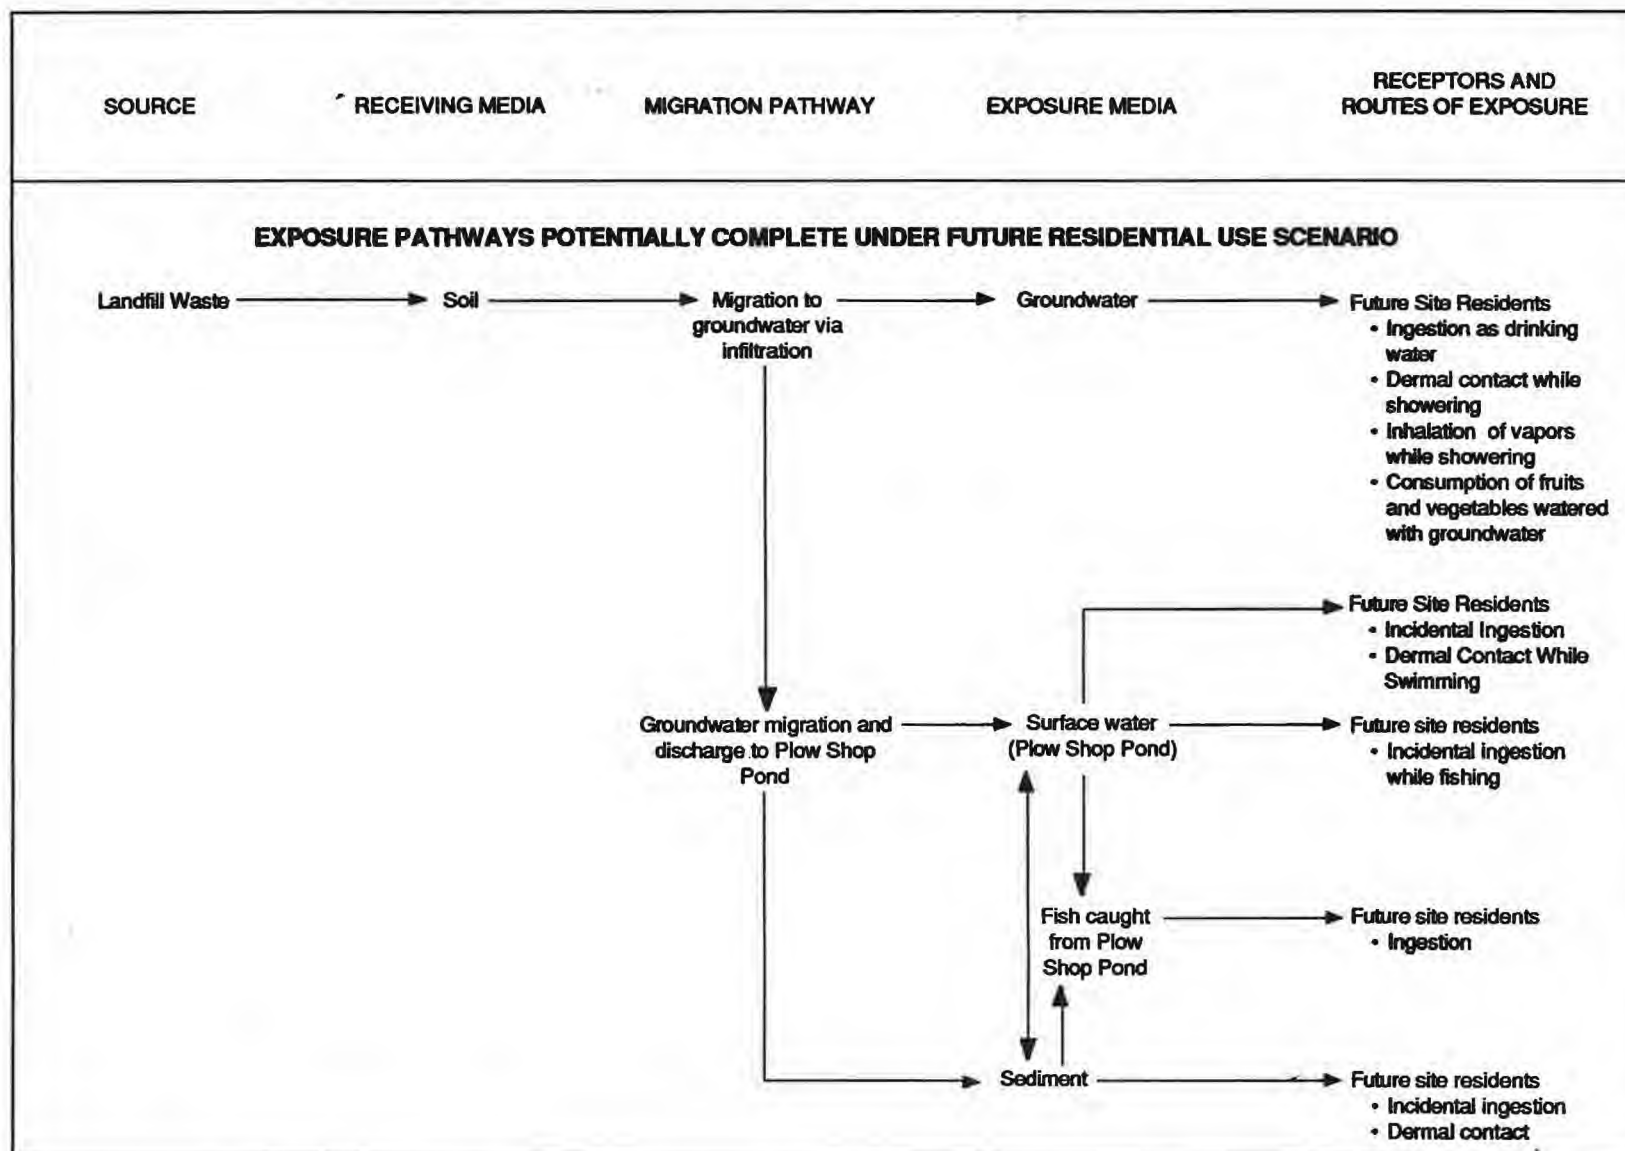 RECEPTORS AND
SOURCE RECEIVING MEDIA MIGRATION PATHWAY EXPOSURE MEDIA ROUTES OF EXPOSURE
EXPOSURE PATHWAYS POTENTIALLY COMPLETE UNDER FUTURE RESIDENTIAL USE SCENARIO
Landfill Waste
Soil
Migration to
groundwater via
infiltration
Groundwater
Future Site Residents
• Ingestion as drinking
water
• Dermal contact while
showering
• Inhalation of vapors
while showering
• Consumption of fruits
and vegetables watered
with groundwater
Future Site Residents
• Incidental Ingestion
• Dermal Contact While
Swimming
Groundwater migration and
discharge to Plow Shop
Pond
Surface water
(Plow Shop Pond)
Future site residents
• Incidental ingestion
while fishing
Fish caught
from Plow
Shop Pond
Future site residents
• Ingestion
Sediment
Future site residents
• Incidental ingestion
• Dermal contact